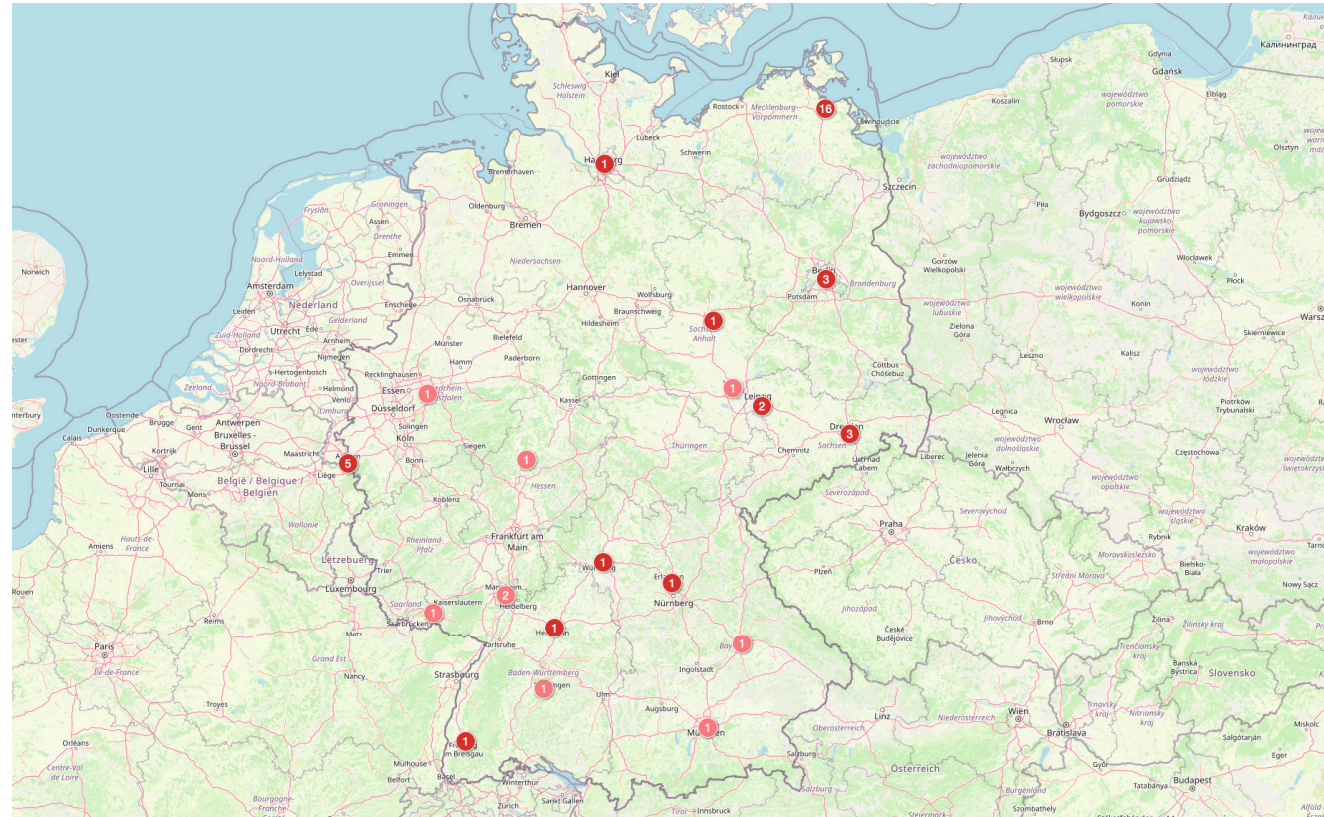 Калининград
Gdynia
Słupsk
Gdańsk
Kiel
Schleswig-
Holstein
Koszalin
Elbląg
województwo
pomorskie
Rostock
Mecklenburg-
Vorpommern
16
Świnoujście
Lübeck
Olsztyn
Schwerin
województwo
zachodniopomorskie
1
Bremerhaven
Grudziądz
Szczecin
Groningen
Fryslân
Assen
Oldenburg
Bremen
Piła
Bydgoszcz
województwo
kujawsko-
pomorskie
Drenthe
Emmen
Noord-Holland
Lelystad
Niedersachsen
Gorzów
Wielkopolski
Włocławek
Norwich
Amsterdam
Overijssel
3
Potsdam
Brandenburg
Płock
Hannover
Wolfsburg
województwo
wielkopolskie
Konin
Leiden
Nederland
Enschede
Osnabrück
Braunschweig
województwo
lubuskie
Utrecht
Ede
Gelderland
Hildesheim
1
Sachsen-
Anhalt
Zielona
Góra
Skierniewice
Zuid-Holland
Arnhem
Münster
Bielefeld
Dordrecht
Nijmegen
Hamm
Paderborn
Leszno
Kalisz
's-Hertogenbosch
Recklinghausen
Göttingen
Cottbus
Chóśebuz
województwo
łódzkie
Zeeland
Noord-Brabant
Helmond
Essen
1
1
Venlo
Kassel
Leipzig
2
Piotrków
Trybunalski
Oostende
Limburg
Düsseldorf
Legnica
Calais
Dunkerque
Brugge
Gent
Antwerpen
Solingen
Wrocław
Bruxelles -
Brussel
Köln
3
województwo
dolnośląskie
Kortrijk
Maastricht
Siegen
Thüringen
Sachsen
Chemnitz
Ústí nad
Labem
Liberec
Jelenia
Góra
Wałbrzych
Częstochowa
Lille
5
Bonn
1
Tournai
Liège
Hessen
województwo
opolskie
Mons
België / Belgique /
Belgien
Koblenz
Severozápad
Severovýchod
województwo
śląskie
Wallonie
Praha
Kraków
Hauts-de-
France
Amiens
Frankfurt am
Main
Rybnik
Rheinland-
Pfalz
Moravskoslezsko
Bielsko-
Biała
województwo
małopolskie
Lëtzebuerg
Trier
1
Plzeň
Česko
Nowy Sącz
Rouen
Luxembourg
1
Střední Morava
2
Heidelberg
Nürnberg
Saarland
Kaiserslautern
Jihozápad
Reims
1
Saarbrücken
1
České
Budějovice
Jihovýchod
Brno
Žilina
Žilinský kraj
Metz
Karlsruhe
1
Trenčiansky
kraj
Paris
Île-de-France
Grand Est
Nancy
Strasbourg
Baden-Württemberg
Ingolstadt
Banská
Bystrica
Slovensko
1
Ulm
Augsburg
Troyes
Wien
Trnavský
kraj
Nitriansky
kraj
Linz
Niederösterreich
1
Oberösterreich
Bratislava
Miskolc
1
Orléans
Salgótarján
Mulhouse
Salzburg
Eger
Centre-Val
de Loire
Belfort
Basel
Győr
Winterthur
Österreich
Budapest
Tatabánya
Bourgogne-
Franche-
Zürich
Sankt Gallen
Salzburg
Burgenland
Tirol
Innsbruck
Steiermark
Szombathely